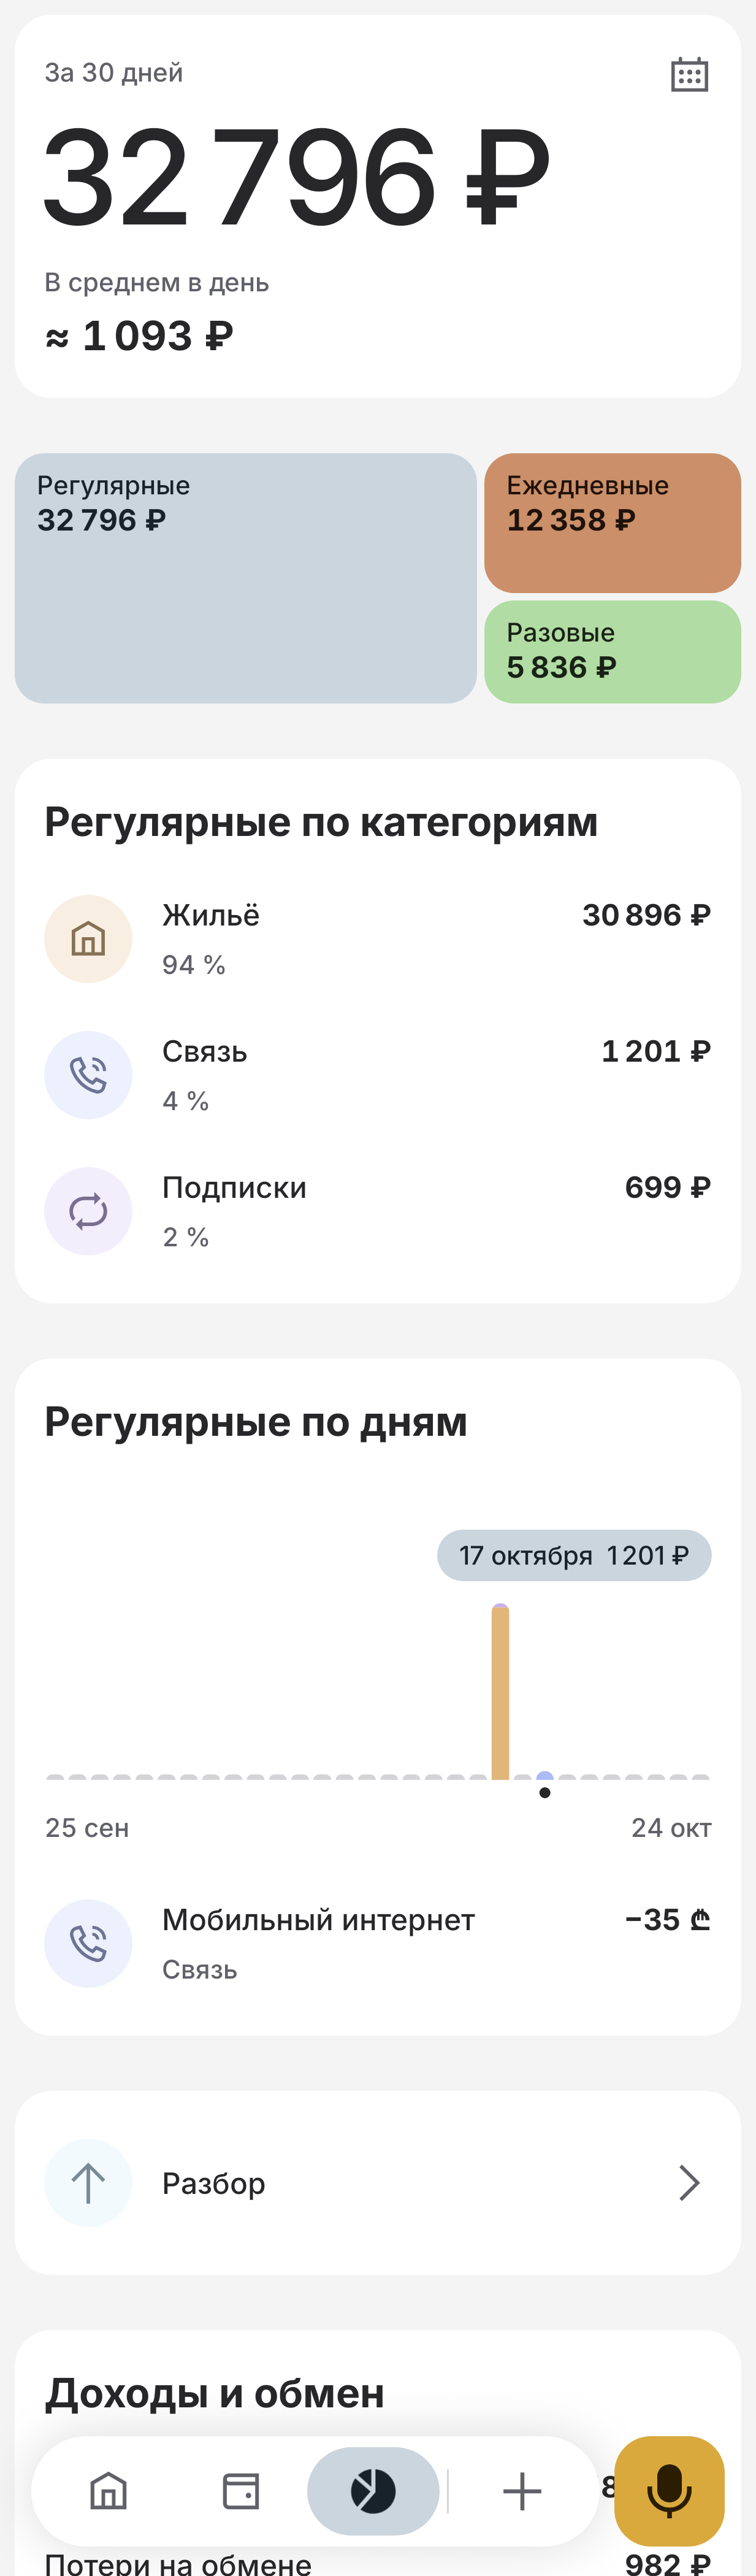 За 30 дней
32 796 ₽
В среднем в день
≈ 1 093 ₽
Регулярные
32 796 ₽
Ежедневные
12 358 ₽
Разовые
5 836 ₽
Регулярные по категориям
Жильё
30 896 ₽
94 %
Связь
1 201 ₽
4 %
Подписки
699 ₽
2 %
Регулярные по дням
17 октября 1 201 ₽
25 сен
24 окт
Мобильный интернет
−35 ₾
Связь
Разбор
Доходы и обмен
Потери на обмене
982 ₽